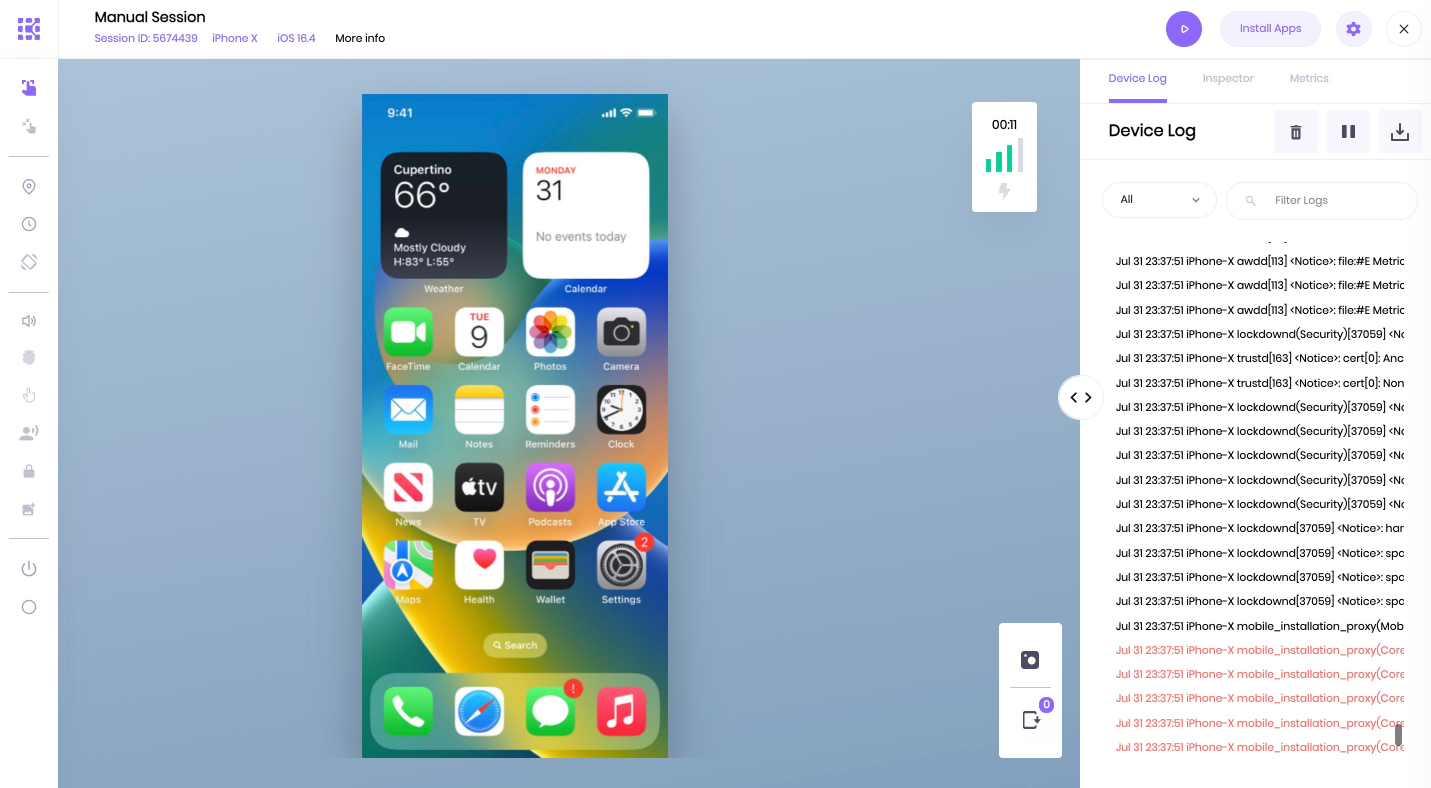 Manual Session
Session ID: 5674439 iPhone X iOS 16.4 More info
Install Apps
9:41
Cupertino
66°
Mostly Cloudy
H:83° L:55°
Weather
MONDAY
31
No events today
Calendar
TUE
9
FaceTime Calendar Photos Camera
Mail Notes Reminders Clock
tv
News TV Podcasts App Store
2
Maps Health Wallet Settings
Search
!
00:11
0
Device Log Inspector Metrics
Device Log
All Filter Logs
Jul 31 23:37:51 iPhone-X awdd[113] <Notice>: file:#E Metric
Jul 31 23:37:51 iPhone-X awdd[113] <Notice>: file:#E Metric
Jul 31 23:37:51 iPhone-X awdd[113] <Notice>: file:#E Metric
Jul 31 23:37:51 iPhone-X lockdownd(Security)[37059] <No
Jul 31 23:37:51 iPhone-X trustd[163] <Notice>: cert[0]: Anc
Jul 31 23:37:51 iPhone-X trustd[163] <Notice>: cert[0]: Non
Jul 31 23:37:51 iPhone-X lockdownd(Security)[37059] <No
Jul 31 23:37:51 iPhone-X lockdownd(Security)[37059] <No
Jul 31 23:37:51 iPhone-X lockdownd(Security)[37059] <No
Jul 31 23:37:51 iPhone-X lockdownd(Security)[37059] <No
Jul 31 23:37:51 iPhone-X lockdownd(Security)[37059] <No
Jul 31 23:37:51 iPhone-X lockdownd[37059] <Notice>: har
Jul 31 23:37:51 iPhone-X lockdownd[37059] <Notice>: spa
Jul 31 23:37:51 iPhone-X lockdownd[37059] <Notice>: spa
Jul 31 23:37:51 iPhone-X lockdownd[37059] <Notice>: spa
Jul 31 23:37:51 iPhone-X mobile_installation_proxy(Mob
Jul 31 23:37:51 iPhone-X mobile_installation_proxy(Core
Jul 31 23:37:51 iPhone-X mobile_installation_proxy(Core
Jul 31 23:37:51 iPhone-X mobile_installation_proxy(Core
Jul 31 23:37:51 iPhone-X mobile_installation_proxy(Core
Jul 31 23:37:51 iPhone-X mobile_installation_proxy(Core